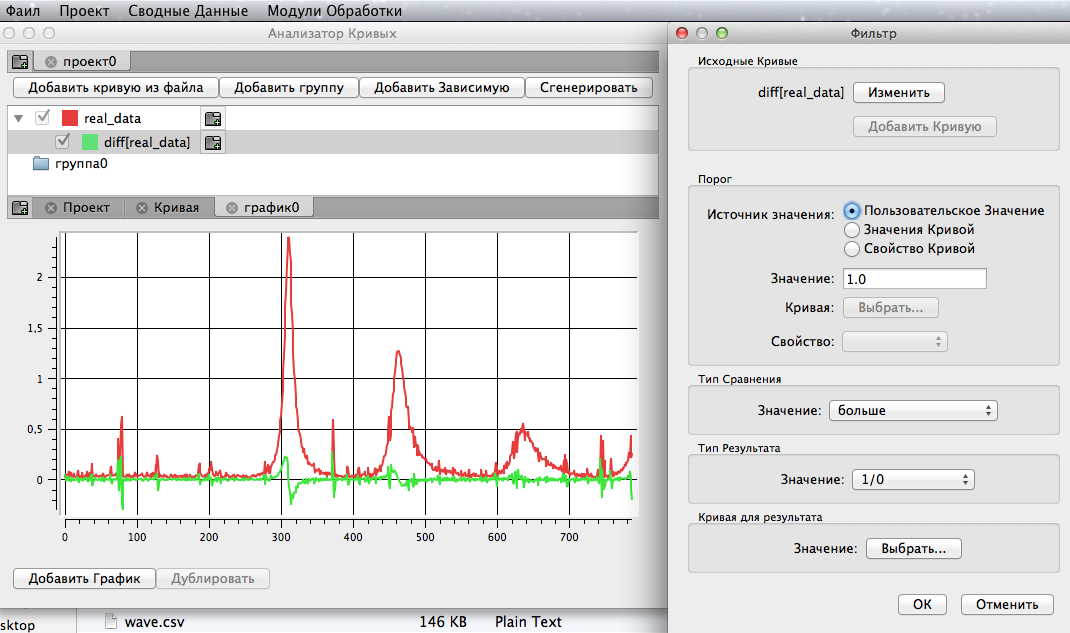 Фаил Проект Сводные Данные Модули Обработки
Анализатор Кривых
проект0
Добавить кривую из файла Добавить группу Добавить Зависимую Сгенерировать
real_data
diff[real_data]
группа0
Проект Кривая график0
2
1,5
1
0,5
0
0 100 200 300 400 500 600 700
Добавить График Дублировать
sktop wave.csv 146 KB Plain Text
Фильтр
Исходные Кривые
diff[real_data] Изменить
Добавить Кривую
Порог
Источник значения: Пользовательское Значение
Значения Кривой
Свойство Кривой
Значение: 1.0
Кривая: Выбрать...
Свойство:
Тип Сравнения
Значение: больше
Тип Результата
Значение: 1/0
Кривая для результата
Значение: Выбрать...
OK Отменить